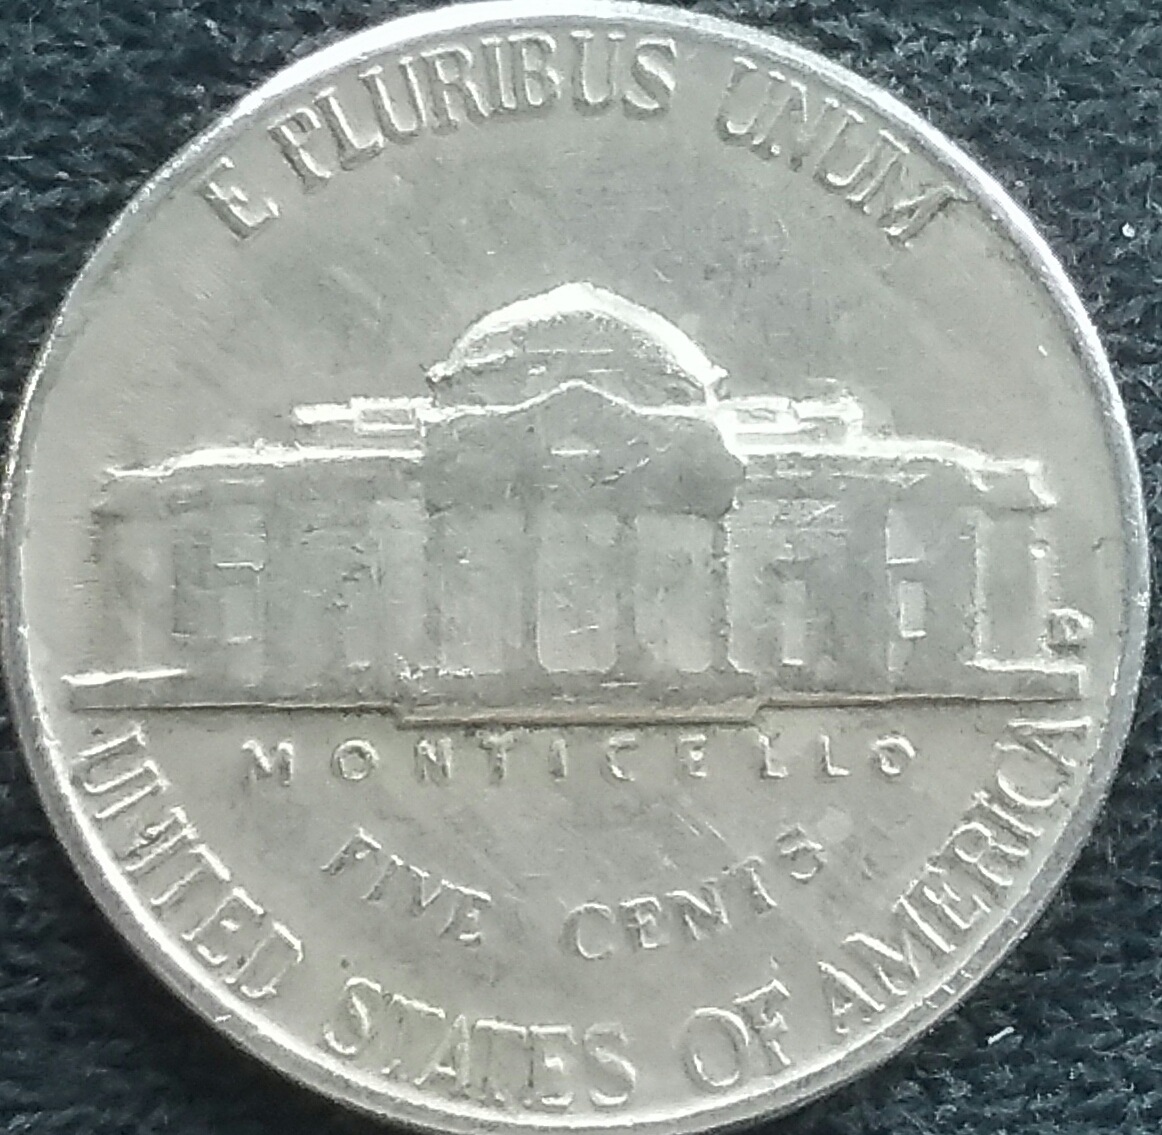 E PLURIBUS UNUM
D
MONTICELLO
FIVE CENTS
UNITED STATES OF AMERICA